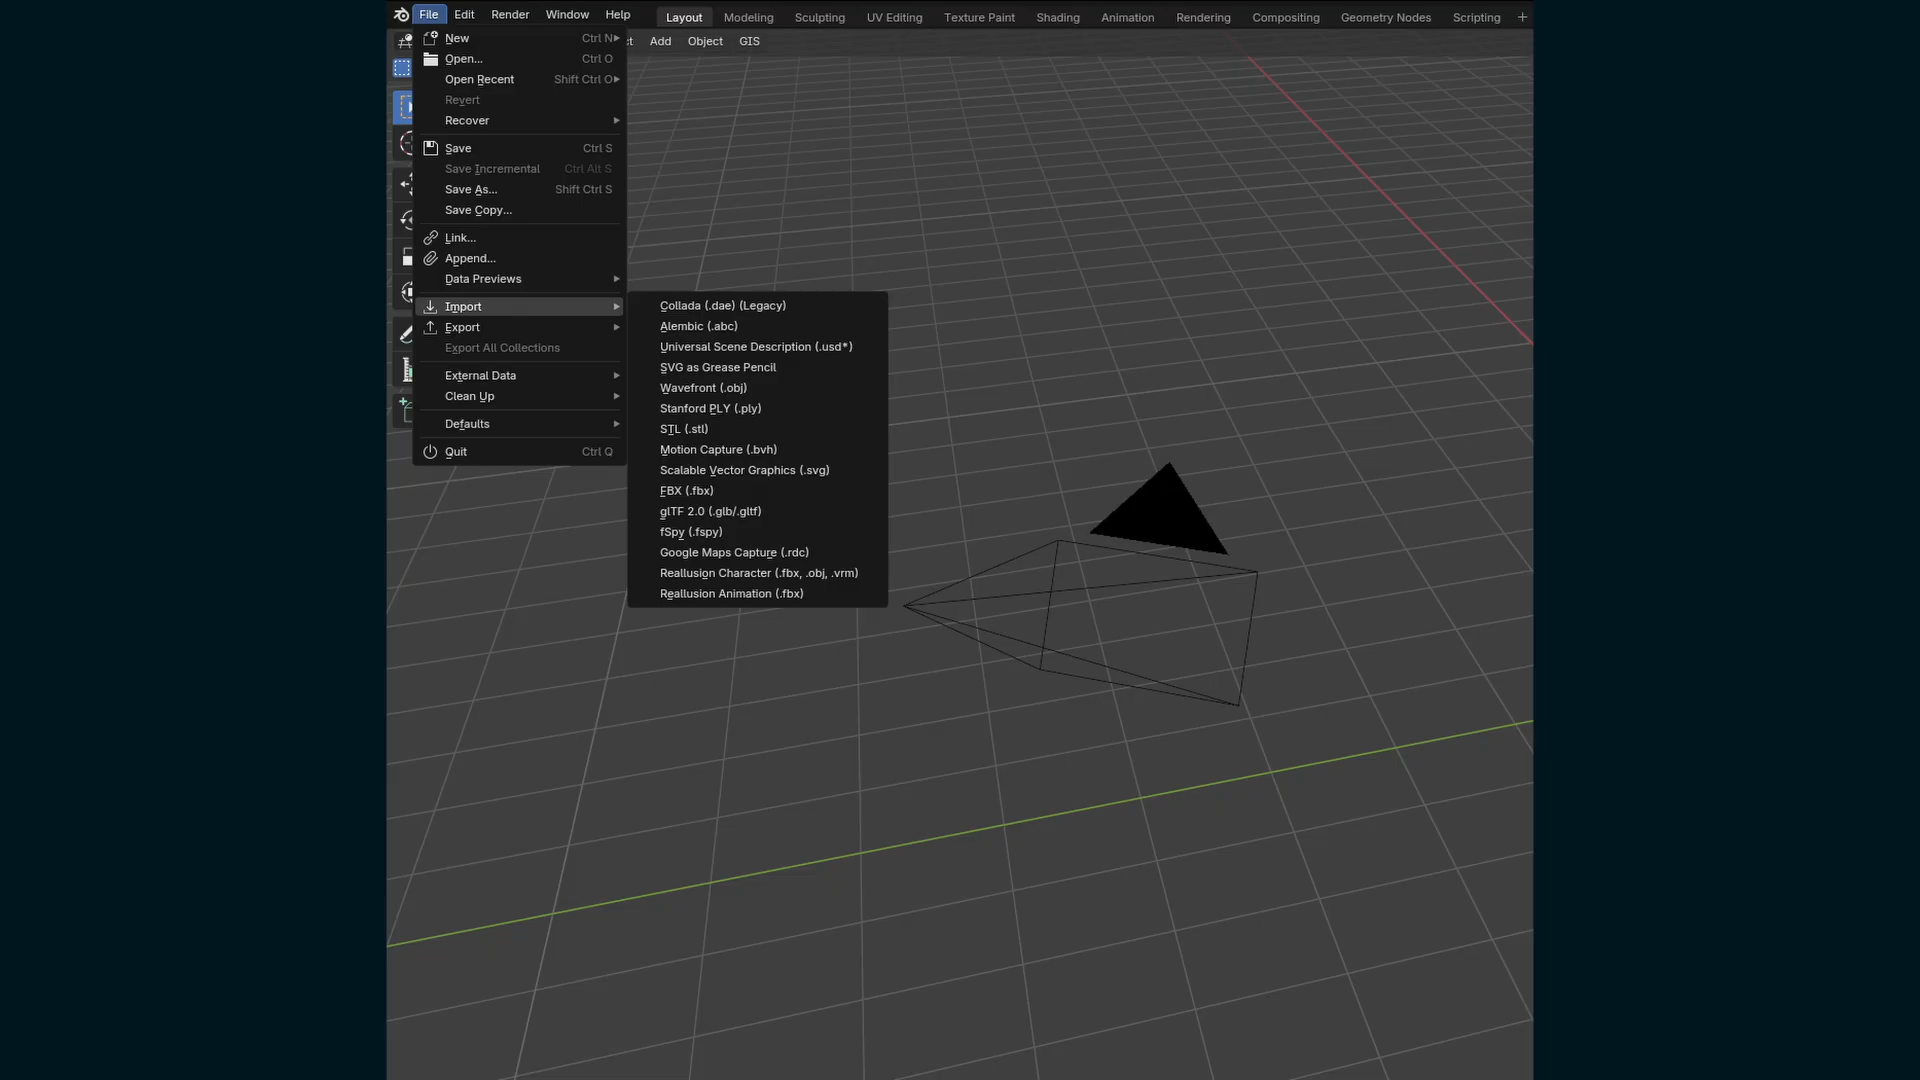 File Edit Render Window Help Layout Modeling Sculpting UV Editing Texture Paint Shading Animation Rendering Compositing Geometry Nodes Scripting +
Add Object GIS
New Ctrl N
Open... Ctrl O
Open Recent Shift Ctrl O
Revert
Recover
Save Ctrl S
Save Incremental Ctrl Alt S
Save As... Shift Ctrl S
Save Copy...
Link...
Append...
Data Previews
Import
Export
Export All Collections
External Data
Clean Up
Defaults
Quit Ctrl Q
Collada (.dae) (Legacy)
Alembic (.abc)
Universal Scene Description (.usd*)
SVG as Grease Pencil
Wavefront (.obj)
Stanford PLY (.ply)
STL (.stl)
Motion Capture (.bvh)
Scalable Vector Graphics (.svg)
FBX (.fbx)
glTF 2.0 (.glb/.gltf)
fSpy (.fspy)
Google Maps Capture (.rdc)
Reallusion Character (.fbx, .obj, .vrm)
Reallusion Animation (.fbx)